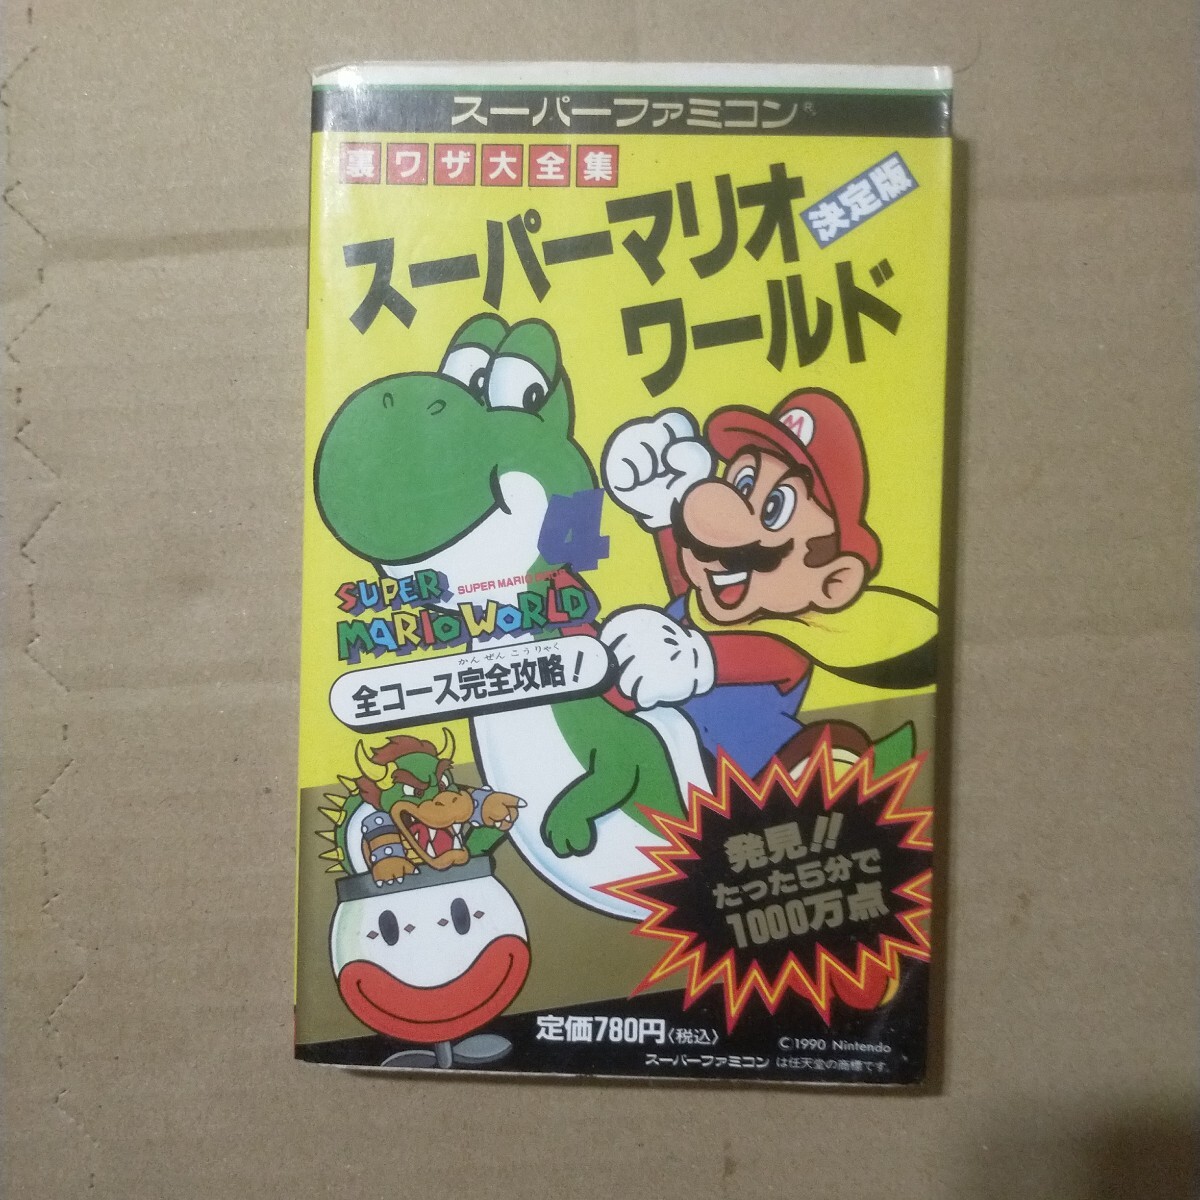 スーパーファミコン®
裏ワザ大全集
スーパーマリオ
ワールド
決定版
M
4
SUPER MARIO BROS.
SUPER
MARIO WORLD
かんぜんこうりゃく
全コース完全攻略!
発見!!
たった5分で
1000万点
定価780円〈税込〉
©1990 Nintendo
スーパーファミコンは任天堂の商標です。